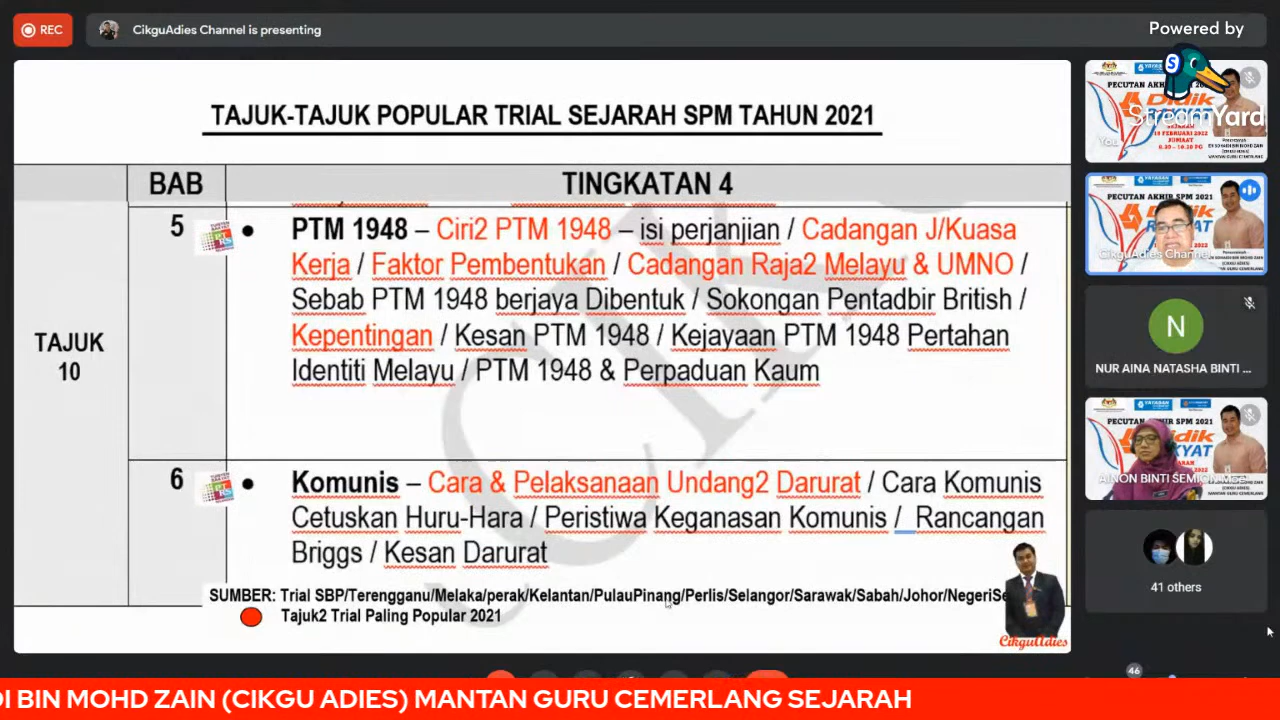 REC
CikguAdies Channel is presenting
Powered by
StreamYard
TAJUK-TAJUK POPULAR TRIAL SEJARAH SPM TAHUN 2021
BAB
TINGKATAN 4
TAJUK
10
5
PTM 1948 – Ciri2 PTM 1948 – isi perjanjian / Cadangan J/Kuasa
Kerja / Faktor Pembentukan / Cadangan Raja2 Melayu & UMNO /
Sebab PTM 1948 berjaya Dibentuk / Sokongan Pentadbir British /
Kepentingan / Kesan PTM 1948 / Kejayaan PTM 1948 Pertahan
Identiti Melayu / PTM 1948 & Perpaduan Kaum
6
Komunis – Cara & Pelaksanaan Undang2 Darurat / Cara Komunis
Cetuskan Huru-Hara / Peristiwa Keganasan Komunis / Rancangan
Briggs / Kesan Darurat
SUMBER: Trial SBP/Terengganu/Melaka/perak/Kelantan/PulauPinang/Perlis/Selangor/Sarawak/Sabah/Johor/NegeriSe
Tajuk2 Trial Paling Popular 2021
CikguAdies
You
CikguAdies Channel
N
NUR AINA NATASHA BINTI ...
AINON BINTI SEMION MOE
41 others
46
DI BIN MOHD ZAIN (CIKGU ADIES) MANTAN GURU CEMERLANG SEJARAH